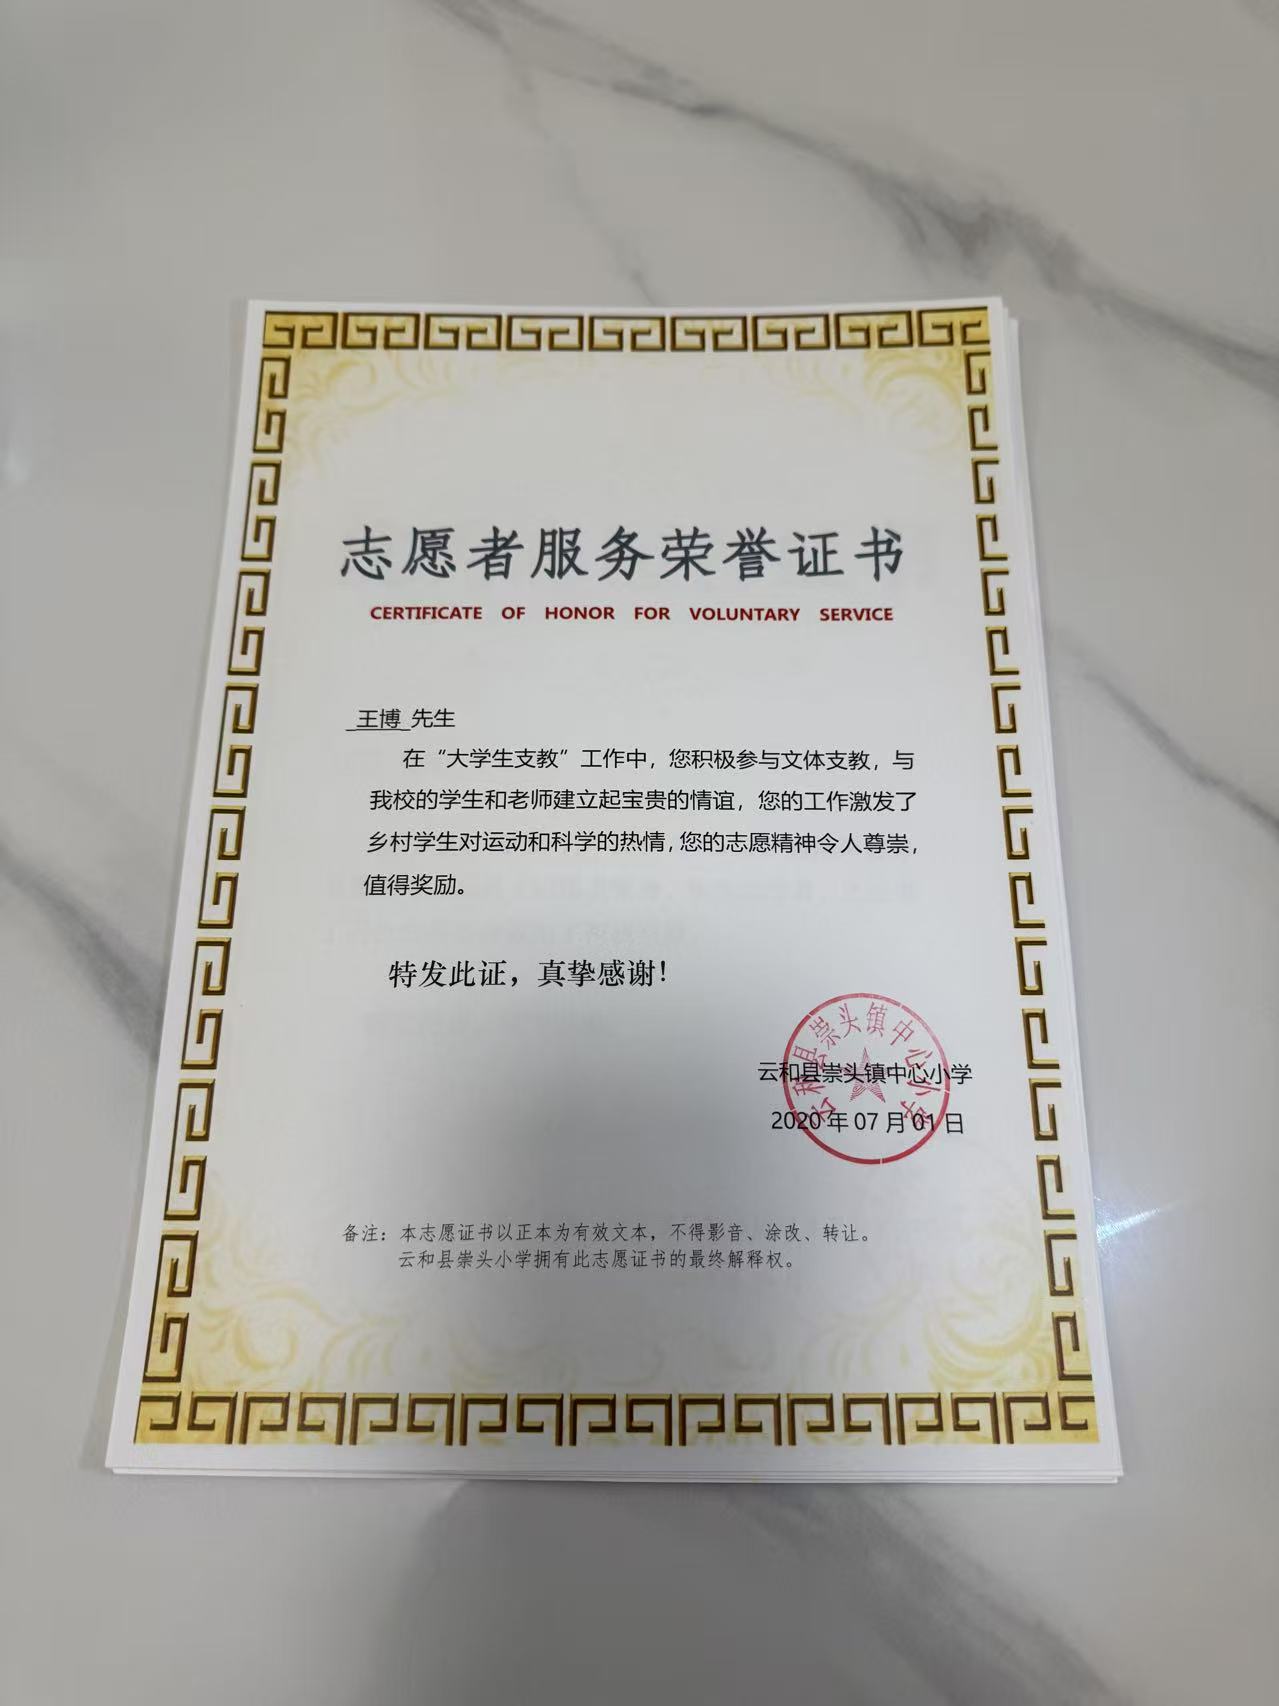 志愿者服务荣誉证书
CERTIFICATE OF HONOR FOR VOLUNTARY SERVICE
王博 先生
在“大学生支教”工作中，您积极参与文体支教，与
我校的学生和老师建立起宝贵的情谊，您的工作激发了
乡村学生对运动和科学的热情，您的志愿精神令人尊崇，
值得奖励。
特发此证，真挚感谢！
云和县崇头镇中心小学
云和县崇头镇中心小学
2020 年 07 月 01 日
备注：本志愿证书以正本为有效文本，不得影音、涂改、转让。
云和县崇头小学拥有此志愿证书的最终解释权。